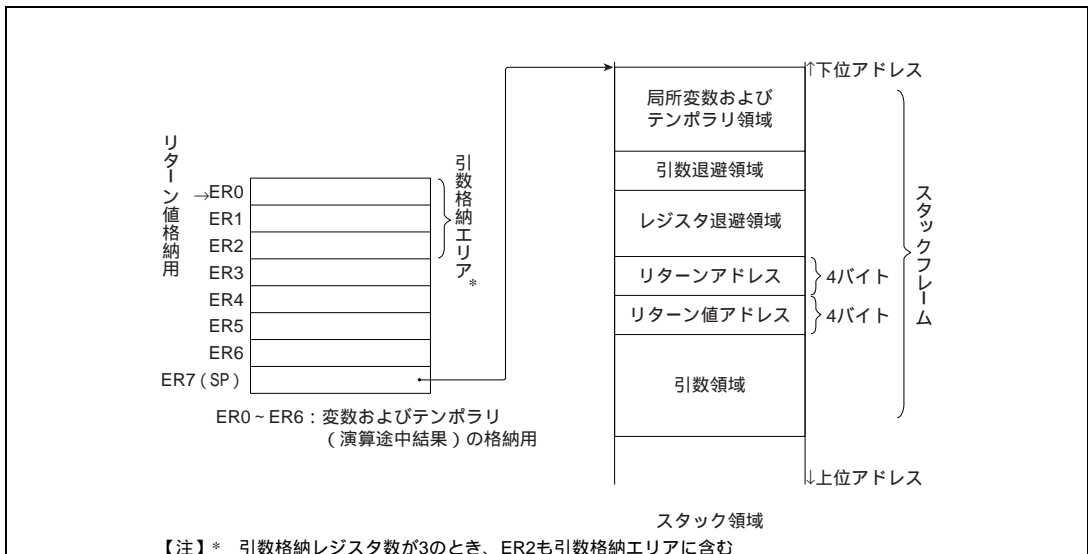 リターン値格納用
→ER0
ER1
ER2
ER3
ER4
ER5
ER6
ER7(SP)
引数格納エリア*
ER0~ER6:変数およびテンポラリ
(演算途中結果)の格納用
↑下位アドレス
局所変数および
テンポラリ領域
引数退避領域
レジスタ退避領域
リターンアドレス
4バイト
リターン値アドレス
4バイト
引数領域
スタックフレーム
↓上位アドレス
スタック領域
【注】* 引数格納レジスタ数が3のとき、ER2も引数格納エリアに含む